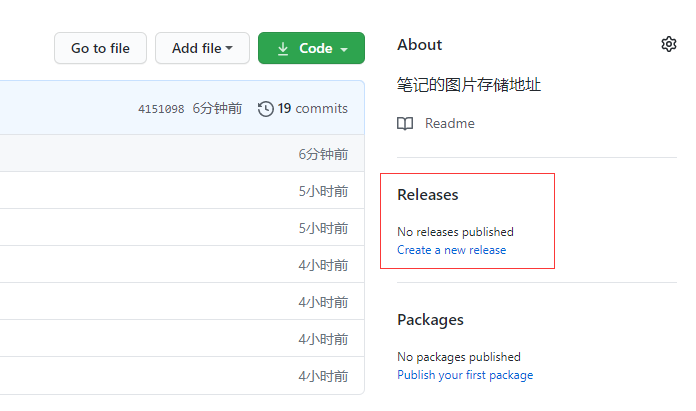 Go to file
Add file
Code
4151098 6分钟前 19 commits
6分钟前
5小时前
5小时前
4小时前
4小时前
4小时前
4小时前
About
笔记的图片存储地址
Readme
Releases
No releases published
Create a new release
Packages
No packages published
Publish your first package